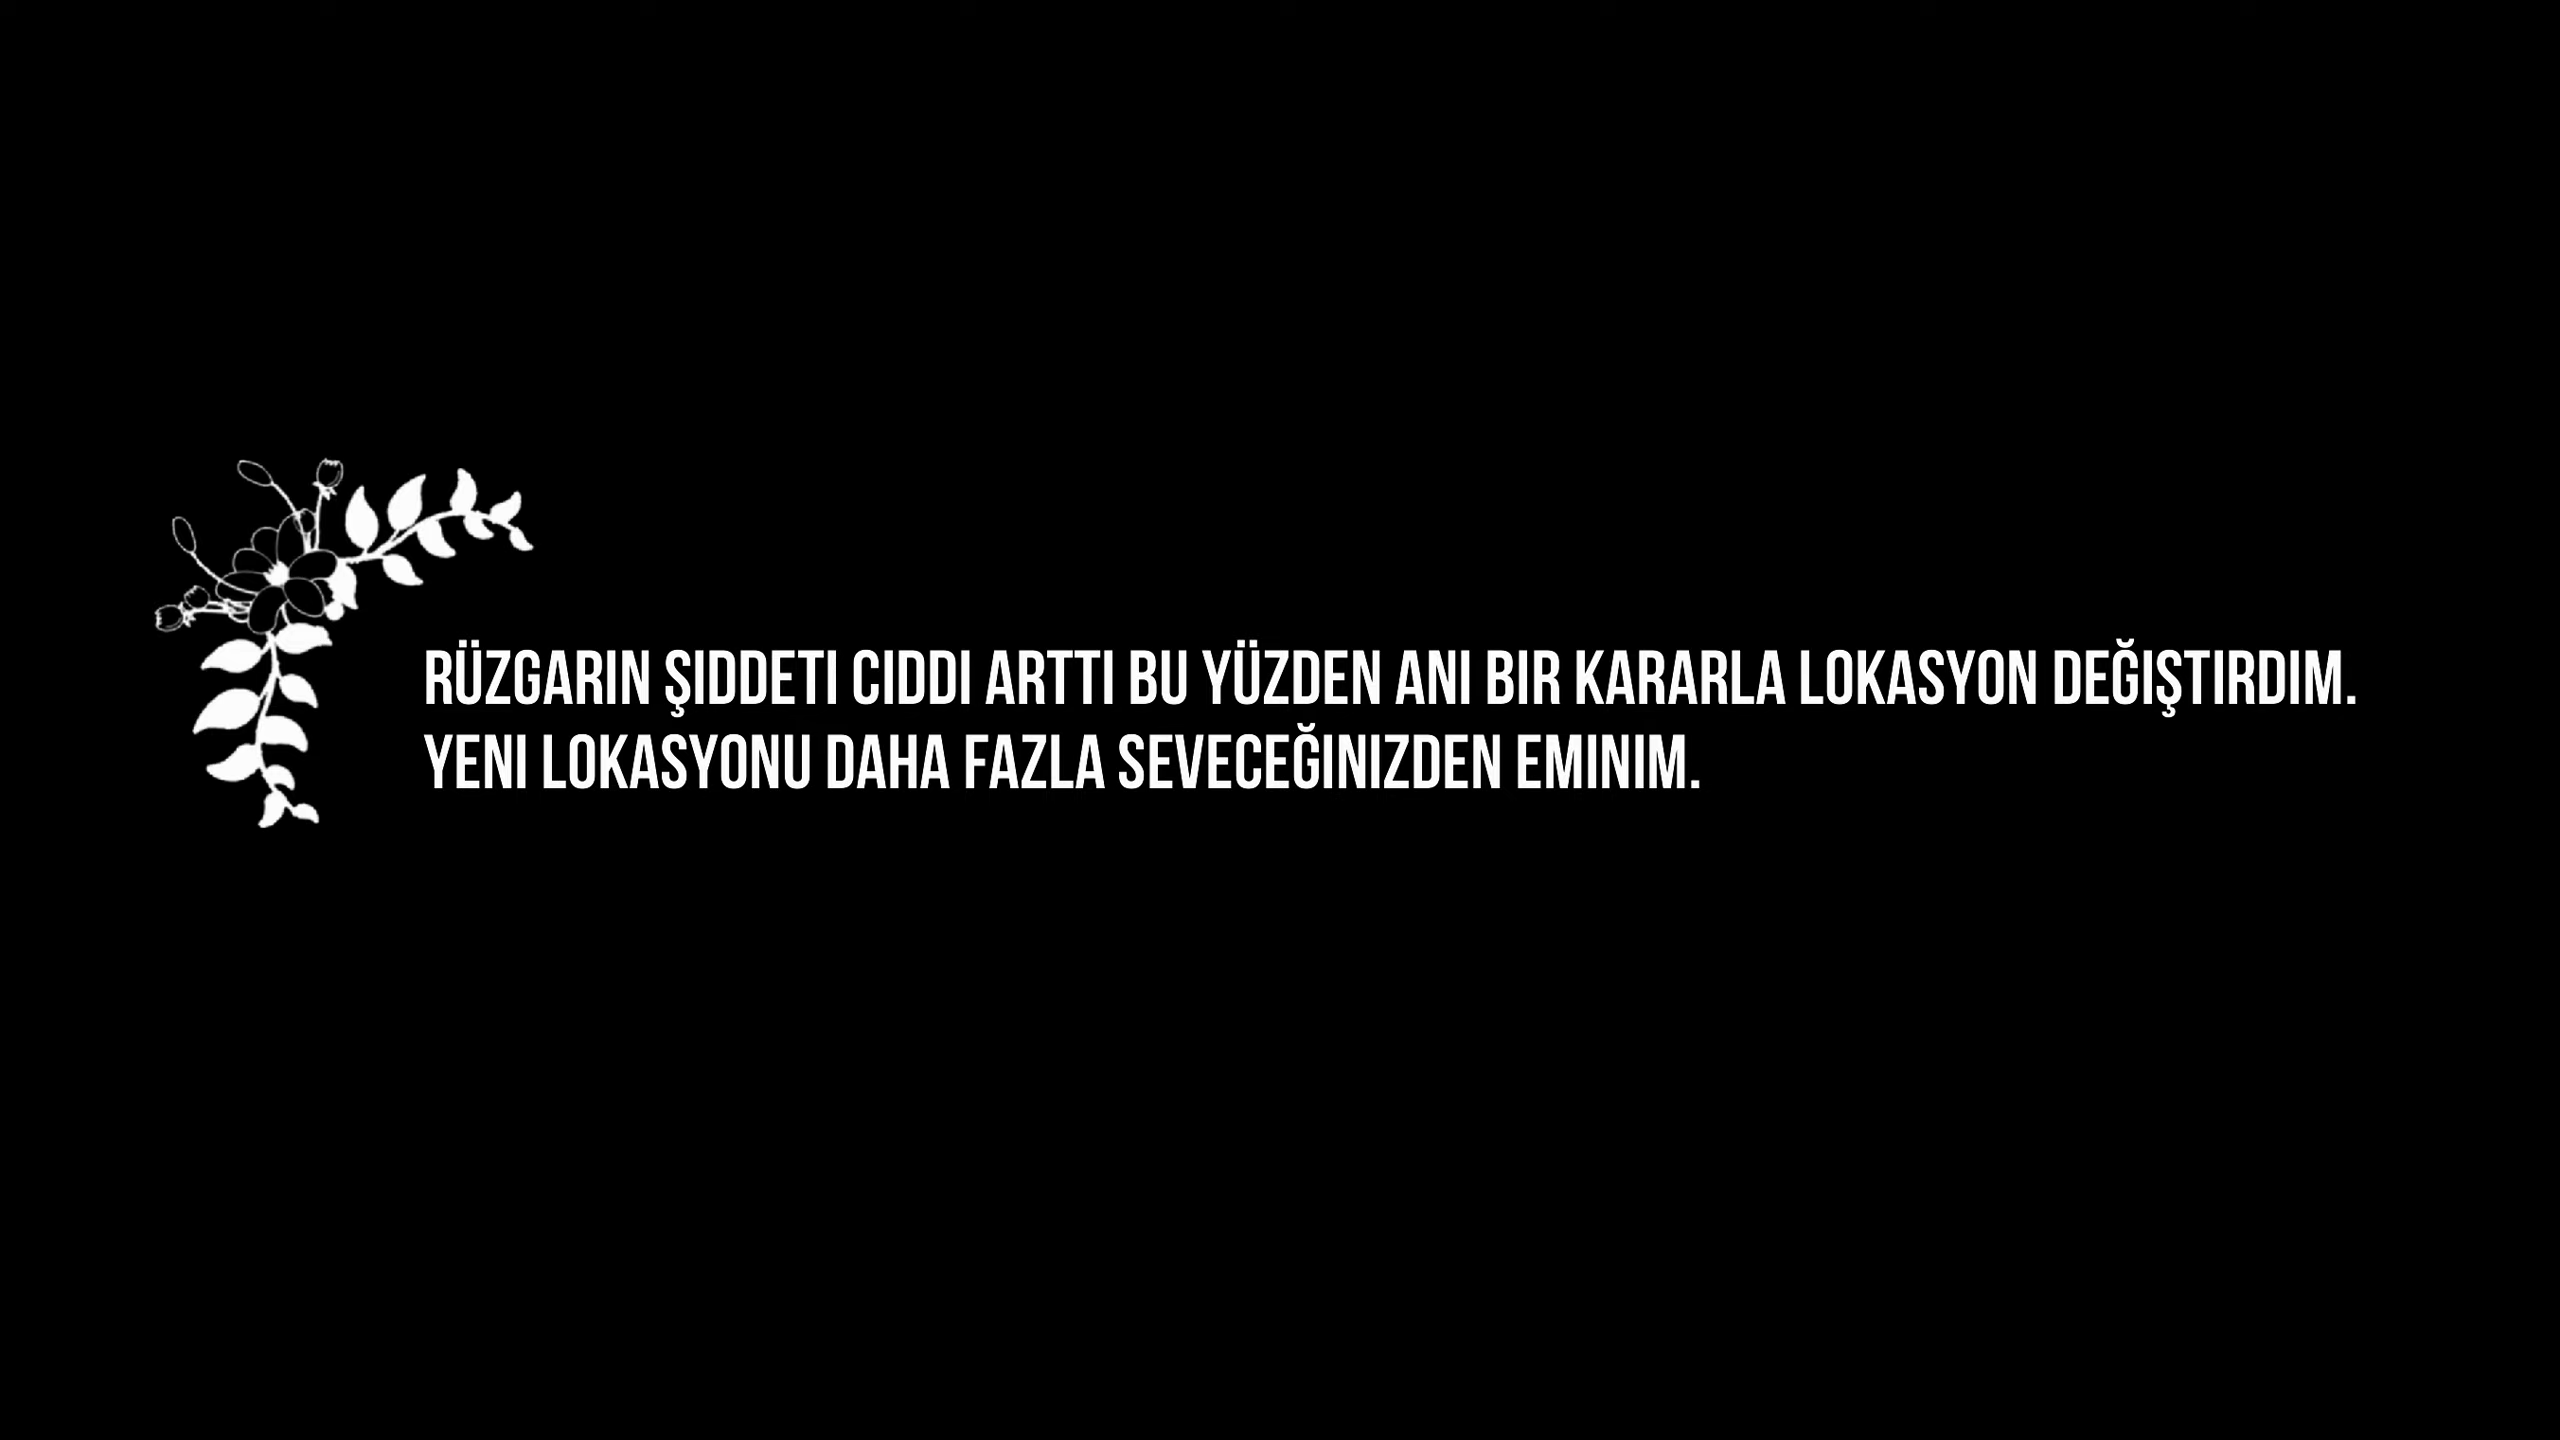 RÜZGARIN ŞIDDETI CIDDI ARTTI BU YÜZDEN ANI BIR KARARLA LOKASYON DEĞIŞTIRDIM.
YENI LOKASYONU DAHA FAZLA SEVECEĞINIZDEN EMINIM.